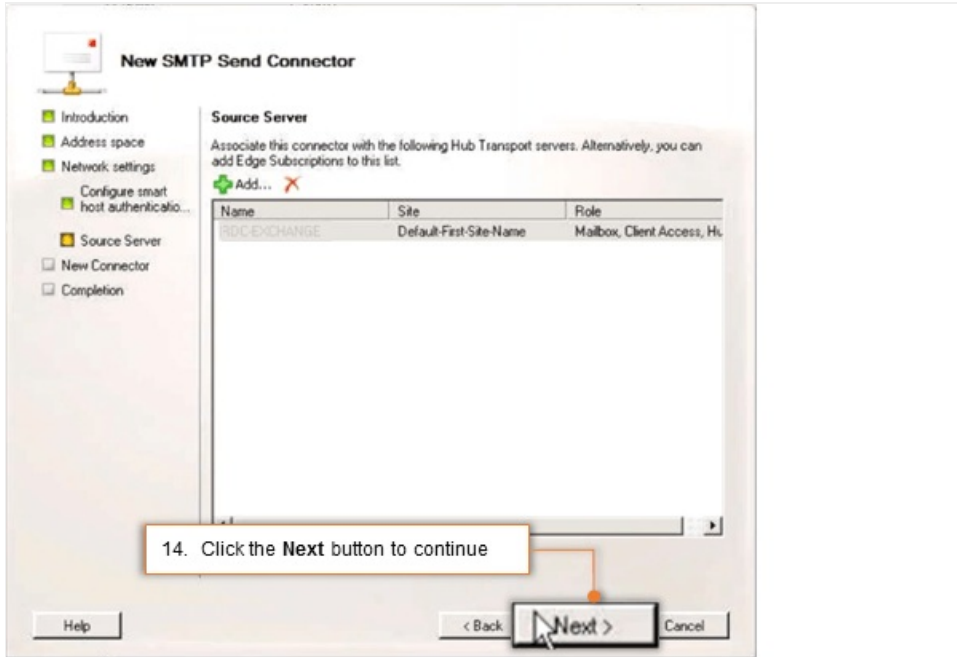 New SMTP Send Connector
Introduction
Address space
Network settings
Configure smart
host authenticatio...
Source Server
New Connector
Completion
Source Server
Associate this connector with the following Hub Transport servers. Alternatively, you can
add Edge Subscriptions to this list.
Add...
Name Site Role
RDC-EXCHANGE Default-First-Site-Name Mailbox, Client Access, Hu
14. Click the Next button to continue
Help < Back Next > Cancel